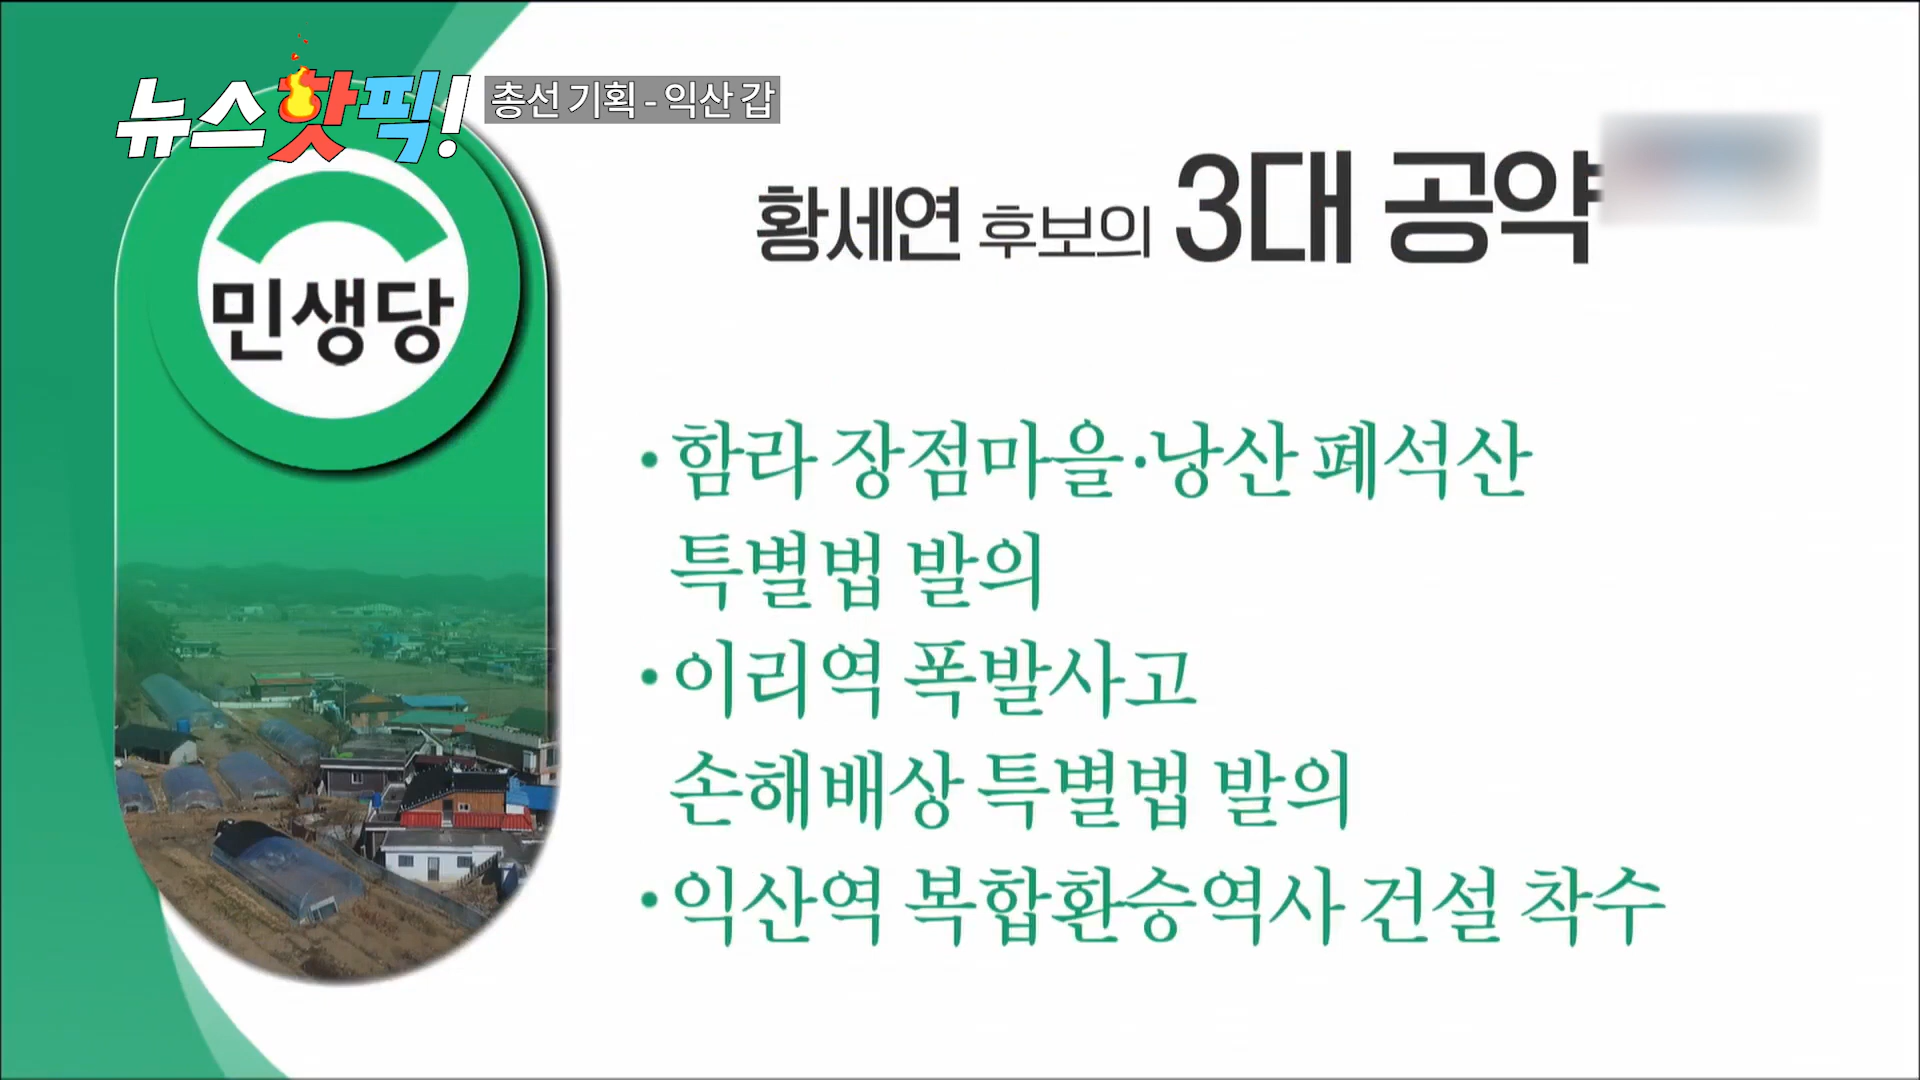 뉴스 핫픽!
총선 기획 - 익산 갑
민생당
황세연 후보의 3대 공약
• 함라 장점마을·낭산 폐석산
특별법 발의
• 이리역 폭발사고
손해배상 특별법 발의
• 익산역 복합환승역사 건설 착수